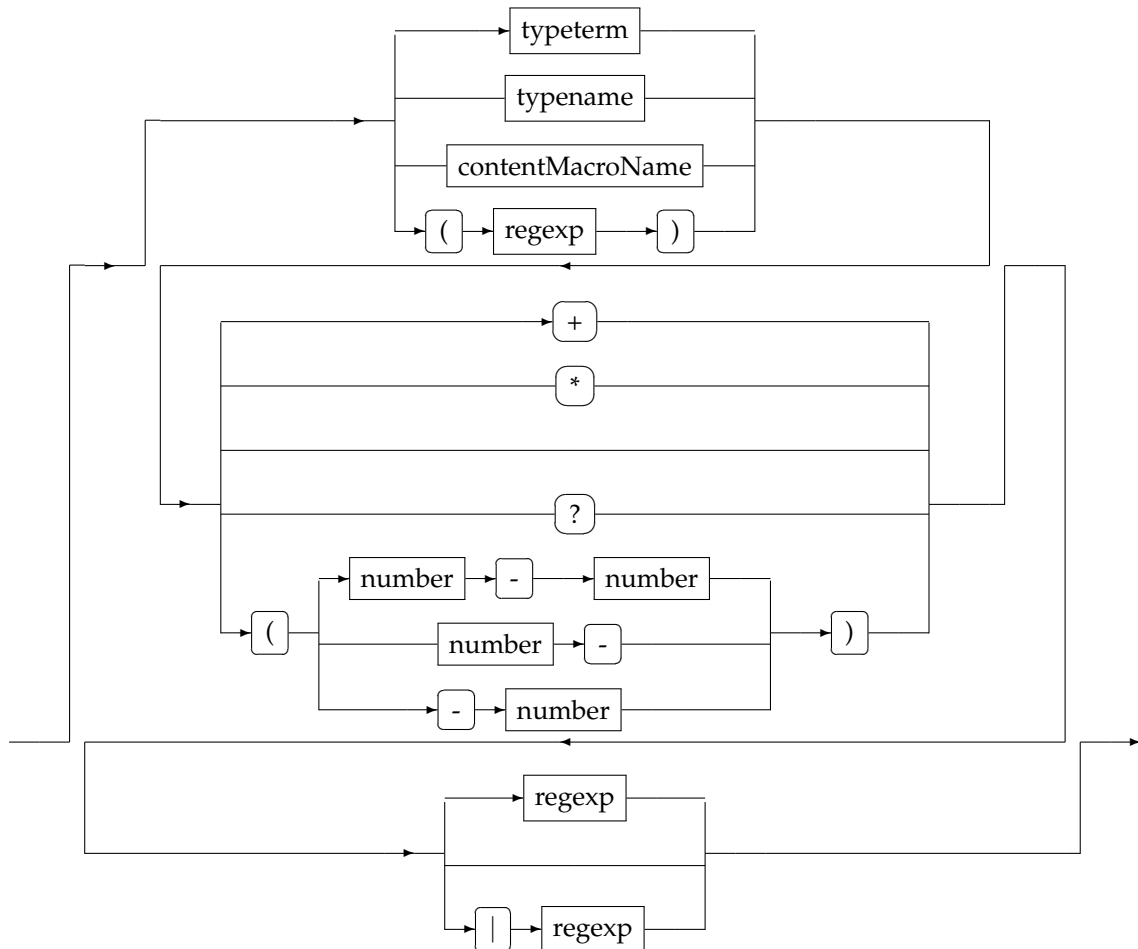 typeterm
typename
contentMacroName
( regexp )
+
*
?
number - number
( number - )
- number
regexp
| regexp